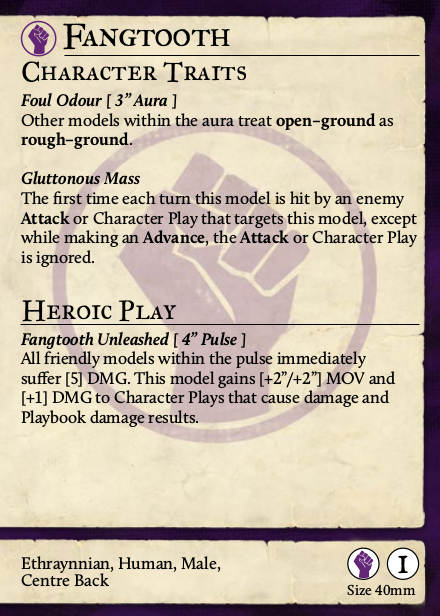 Fangtooth
Character Traits
Foul Odour [ 3” Aura ]
Other models within the aura treat open-ground as
rough-ground.
Gluttonous Mass
The first time each turn this model is hit by an enemy
Attack or Character Play that targets this model, except
while making an Advance, the Attack or Character Play
is ignored.
Heroic Play
Fangtooth Unleashed [ 4” Pulse ]
All friendly models within the pulse immediately
suffer [5] DMG. This model gains [+2”/+2”] MOV and
[+1] DMG to Character Plays that cause damage and
Playbook damage results.
Ethraynnian, Human, Male,
Centre Back
1
Size 40mm